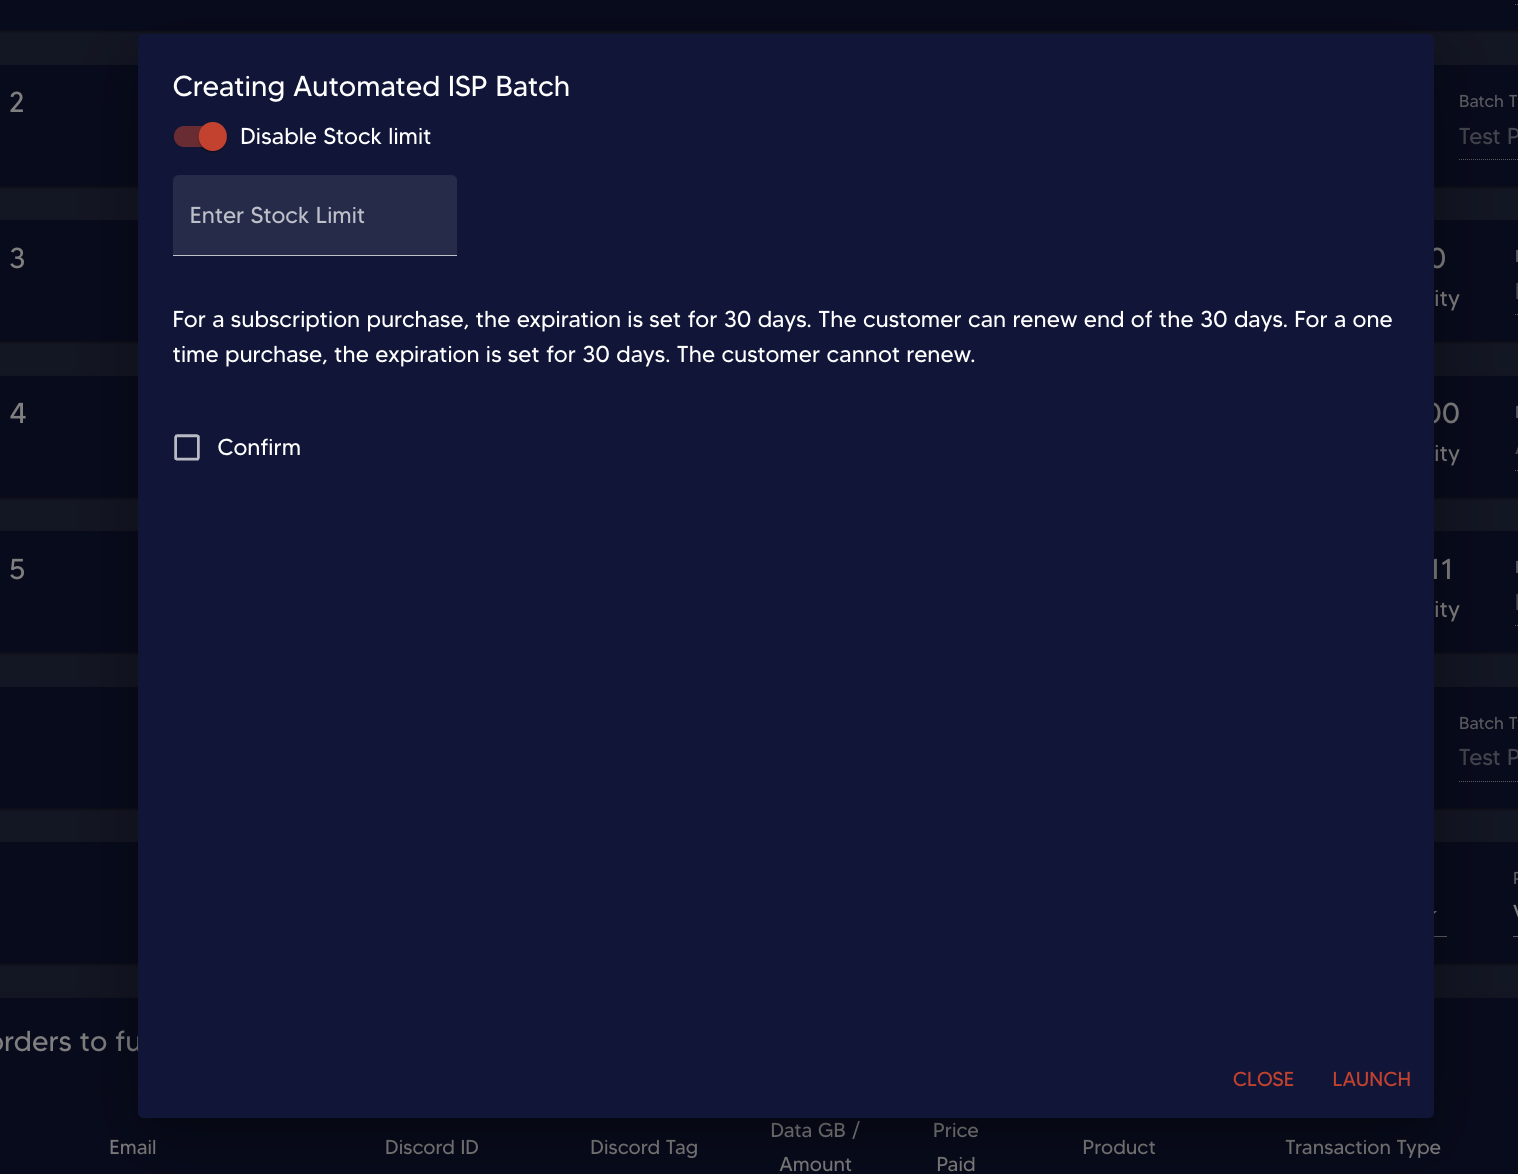 Creating Automated ISP Batch
Disable Stock limit
Enter Stock Limit
For a subscription purchase, the expiration is set for 30 days. The customer can renew end of the 30 days. For a one
time purchase, the expiration is set for 30 days. The customer cannot renew.
Confirm
CLOSE LAUNCH
2
Batch T
Test P
3
ity
4
00
ity
5
11
ity
Batch T
Test P
orders to fu
Email Discord ID Discord Tag Data GB / Amount Price Paid Product Transaction Type